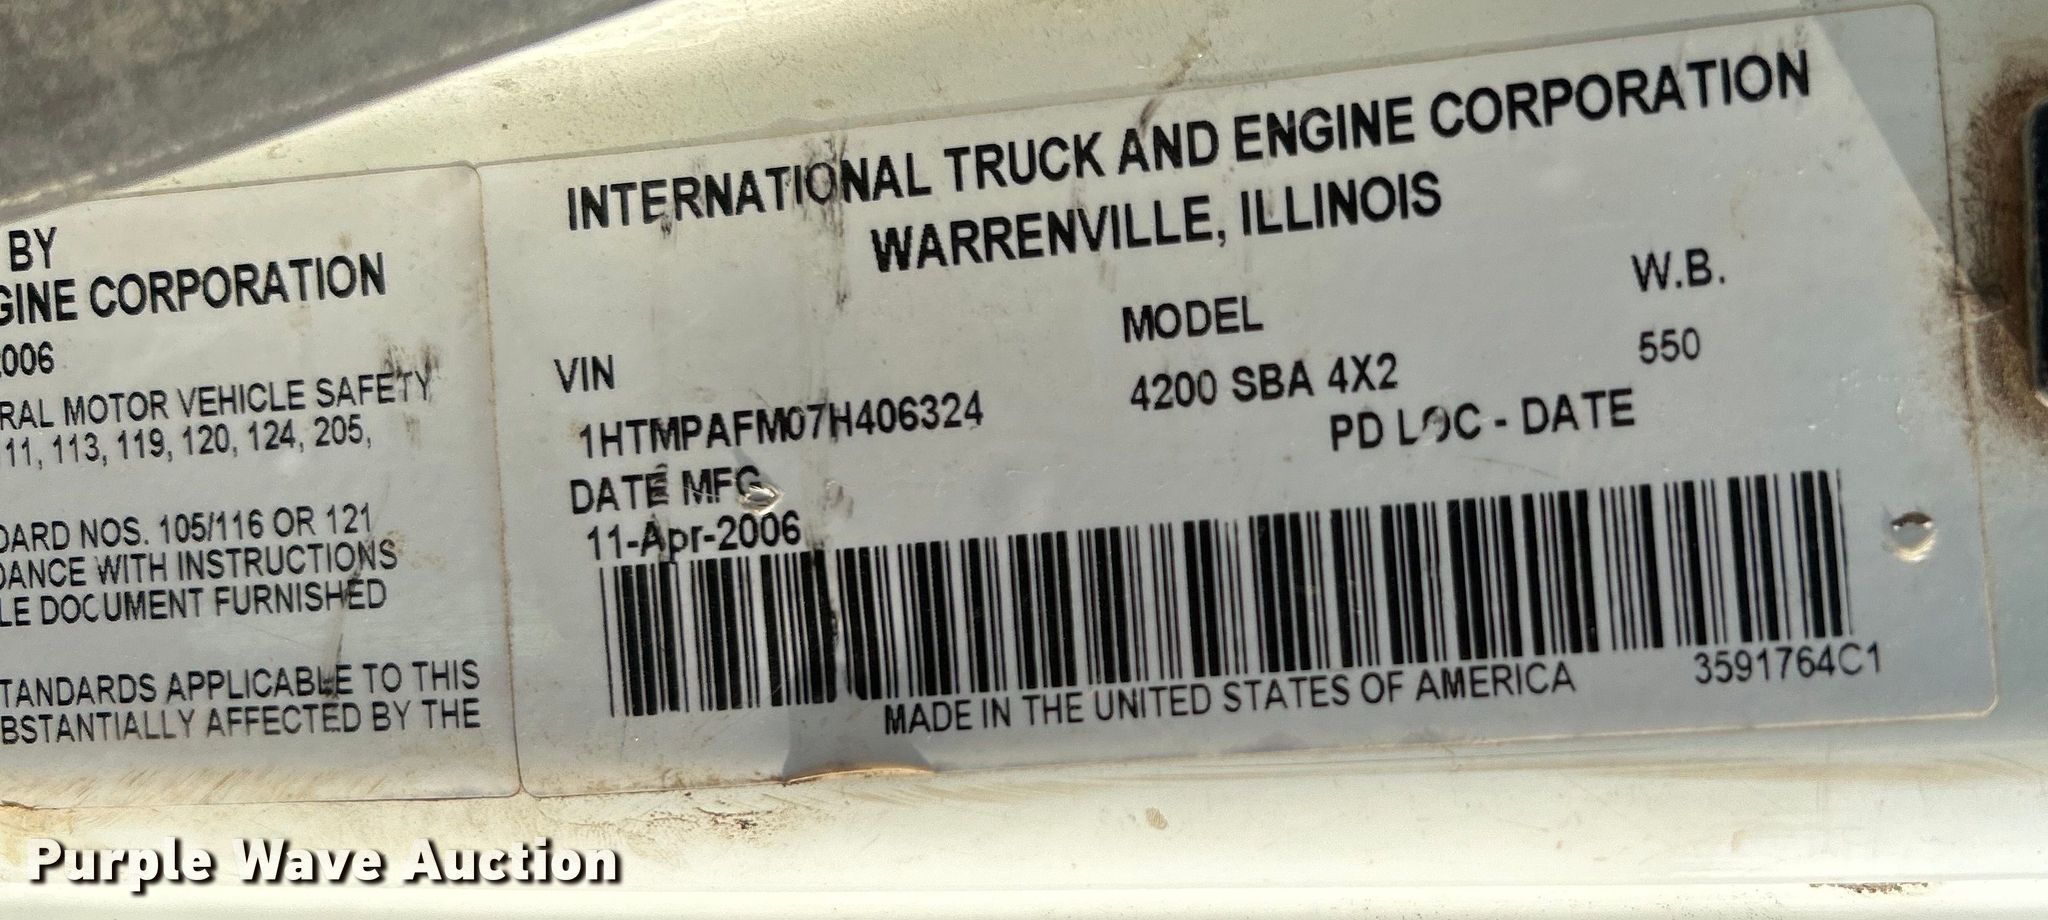 BY
GINE CORPORATION
2006
RAL MOTOR VEHICLE SAFETY
11, 113, 119, 120, 124, 205,
DARD NOS. 105/116 OR 121
DANCE WITH INSTRUCTIONS
LE DOCUMENT FURNISHED
TANDARDS APPLICABLE TO THIS
BSTANTIALLY AFFECTED BY THE
INTERNATIONAL TRUCK AND ENGINE CORPORATION
WARRENVILLE, ILLINOIS
VIN MODEL W.B.
1HTMPAFM07H406324 4200 SBA 4X2 550
DATE MFG PD LOC - DATE
11-Apr-2006
MADE IN THE UNITED STATES OF AMERICA 3591764C1
Purple Wave Auction